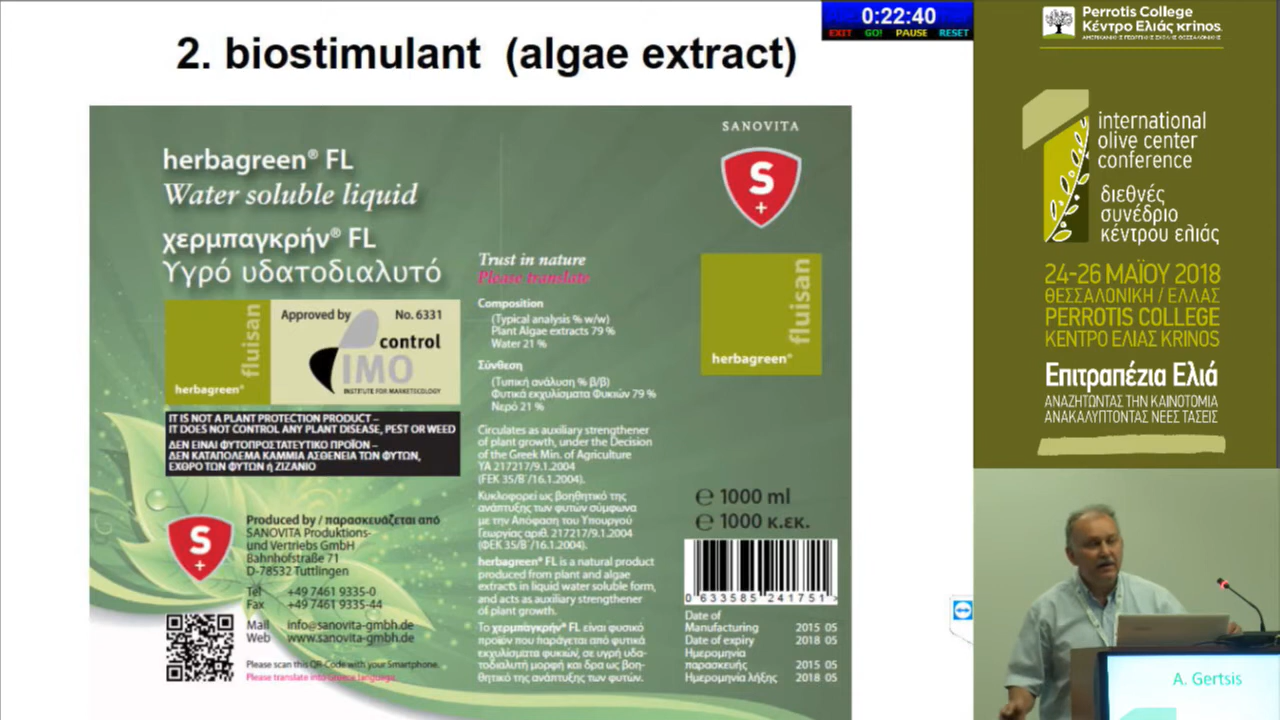 2. biostimulant (algae extract)
0:22:40
EXIT GO! PAUSE RESET
herbagreen® FL
Water soluble liquid
χερμπαγκρήν® FL
Υγρό υδατοδιαλυτό
fluisan
herbagreen®
Approved by No. 6331
control
IMO
INSTITUTE FOR MARKETECOLOGY
IT IS NOT A PLANT PROTECTION PRODUCT –
IT DOES NOT CONTROL ANY PLANT DISEASE, PEST OR WEED
ΔΕΝ ΕΙΝΑΙ ΦΥΤΟΠΡΟΣΤΑΤΕΥΤΙΚΟ ΠΡΟΪΟΝ –
ΔΕΝ ΚΑΤΑΠΟΛΕΜΑ ΚΑΜΜΙΑ ΑΣΘΕΝΕΙΑ ΤΩΝ ΦΥΤΩΝ,
ΕΧΘΡΟ ΤΩΝ ΦΥΤΩΝ ή ΖΙΖΑΝΙΟ
S
+
Produced by / παρασκευάζεται από
SANOVITA Produktions-
und Vertriebs GmbH
Bahnhofstraße 71
D-78532 Tuttlingen
Tel +49 7461 9335-0
Fax +49 7461 9335-44
Mail info@sanovita-gmbh.de
Web www.sanovita-gmbh.de
Please scan this QR-Code with your Smartphone.
Please translate into Greece language.
Trust in nature
Please translate
Composition
(Typical analysis % w/w)
Plant Algae extracts 79 %
Water 21 %
Σύνθεση
(Τυπική ανάλυση % β/β)
Φυτικά εκχυλίσματα Φυκιών 79 %
Νερό 21 %
Circulates as auxiliary strengthener
of plant growth, under the Decision
of the Greek Min. of Agriculture
YA 217217/9.1.2004
(FEK 35/B΄/16.1.2004).
Κυκλοφορεί ως βοηθητικό της
ανάπτυξης των φυτών σύμφωνα
με την Απόφαση του Υπουργού
Γεωργίας αριθ. 217217/9.1.2004
(ΦΕΚ 35/Β΄/16.1.2004).
herbagreen® FL is a natural product
produced from plant and algae
extracts in liquid water soluble form,
and acts as auxiliary strengthener
of plant growth.
Το χερμπαγκρήν® FL είναι φυσικό
προϊόν που παράγεται από φυτικά
εκχυλίσματα φυκιών, σε υγρή υδα-
τοδιαλυτή μορφή και δρα ως βοη-
θητικό της ανάπτυξης των φυτών.
SANOVITA
S
+
fluisan
herbagreen®
℮ 1000 ml
℮ 1000 κ.εκ.
0 633585 241751
Date of
Manufacturing 2015 05
Date of expiry 2018 05
Ημερομηνία
παρασκευής 2015 05
Ημερομηνία λήξης 2018 05
Perrotis College
Κέντρο Ελιάς krinos
ΑΜΕΡΙΚΑΝΙΚΗΣ ΓΕΩΡΓΙΚΗΣ ΣΧΟΛΗΣ ΘΕΣΣΑΛΟΝΙΚΗΣ
1
international
olive center
conference
διεθνές
συνέδριο
κέντρου ελιάς
24-26 ΜΑΪΟΥ 2018
ΘΕΣΣΑΛΟΝΙΚΗ / ΕΛΛΑΣ
PERROTIS COLLEGE
ΚΕΝΤΡΟ ΕΛΙΑΣ KRINOS
Επιτραπέζια Ελιά
ΑΝΑΖΗΤΩΝΤΑΣ ΤΗΝ ΚΑΙΝΟΤΟΜΙΑ
ΑΝΑΚΑΛΥΠΤΟΝΤΑΣ ΝΕΕΣ ΤΑΣΕΙΣ
A. Gertsis